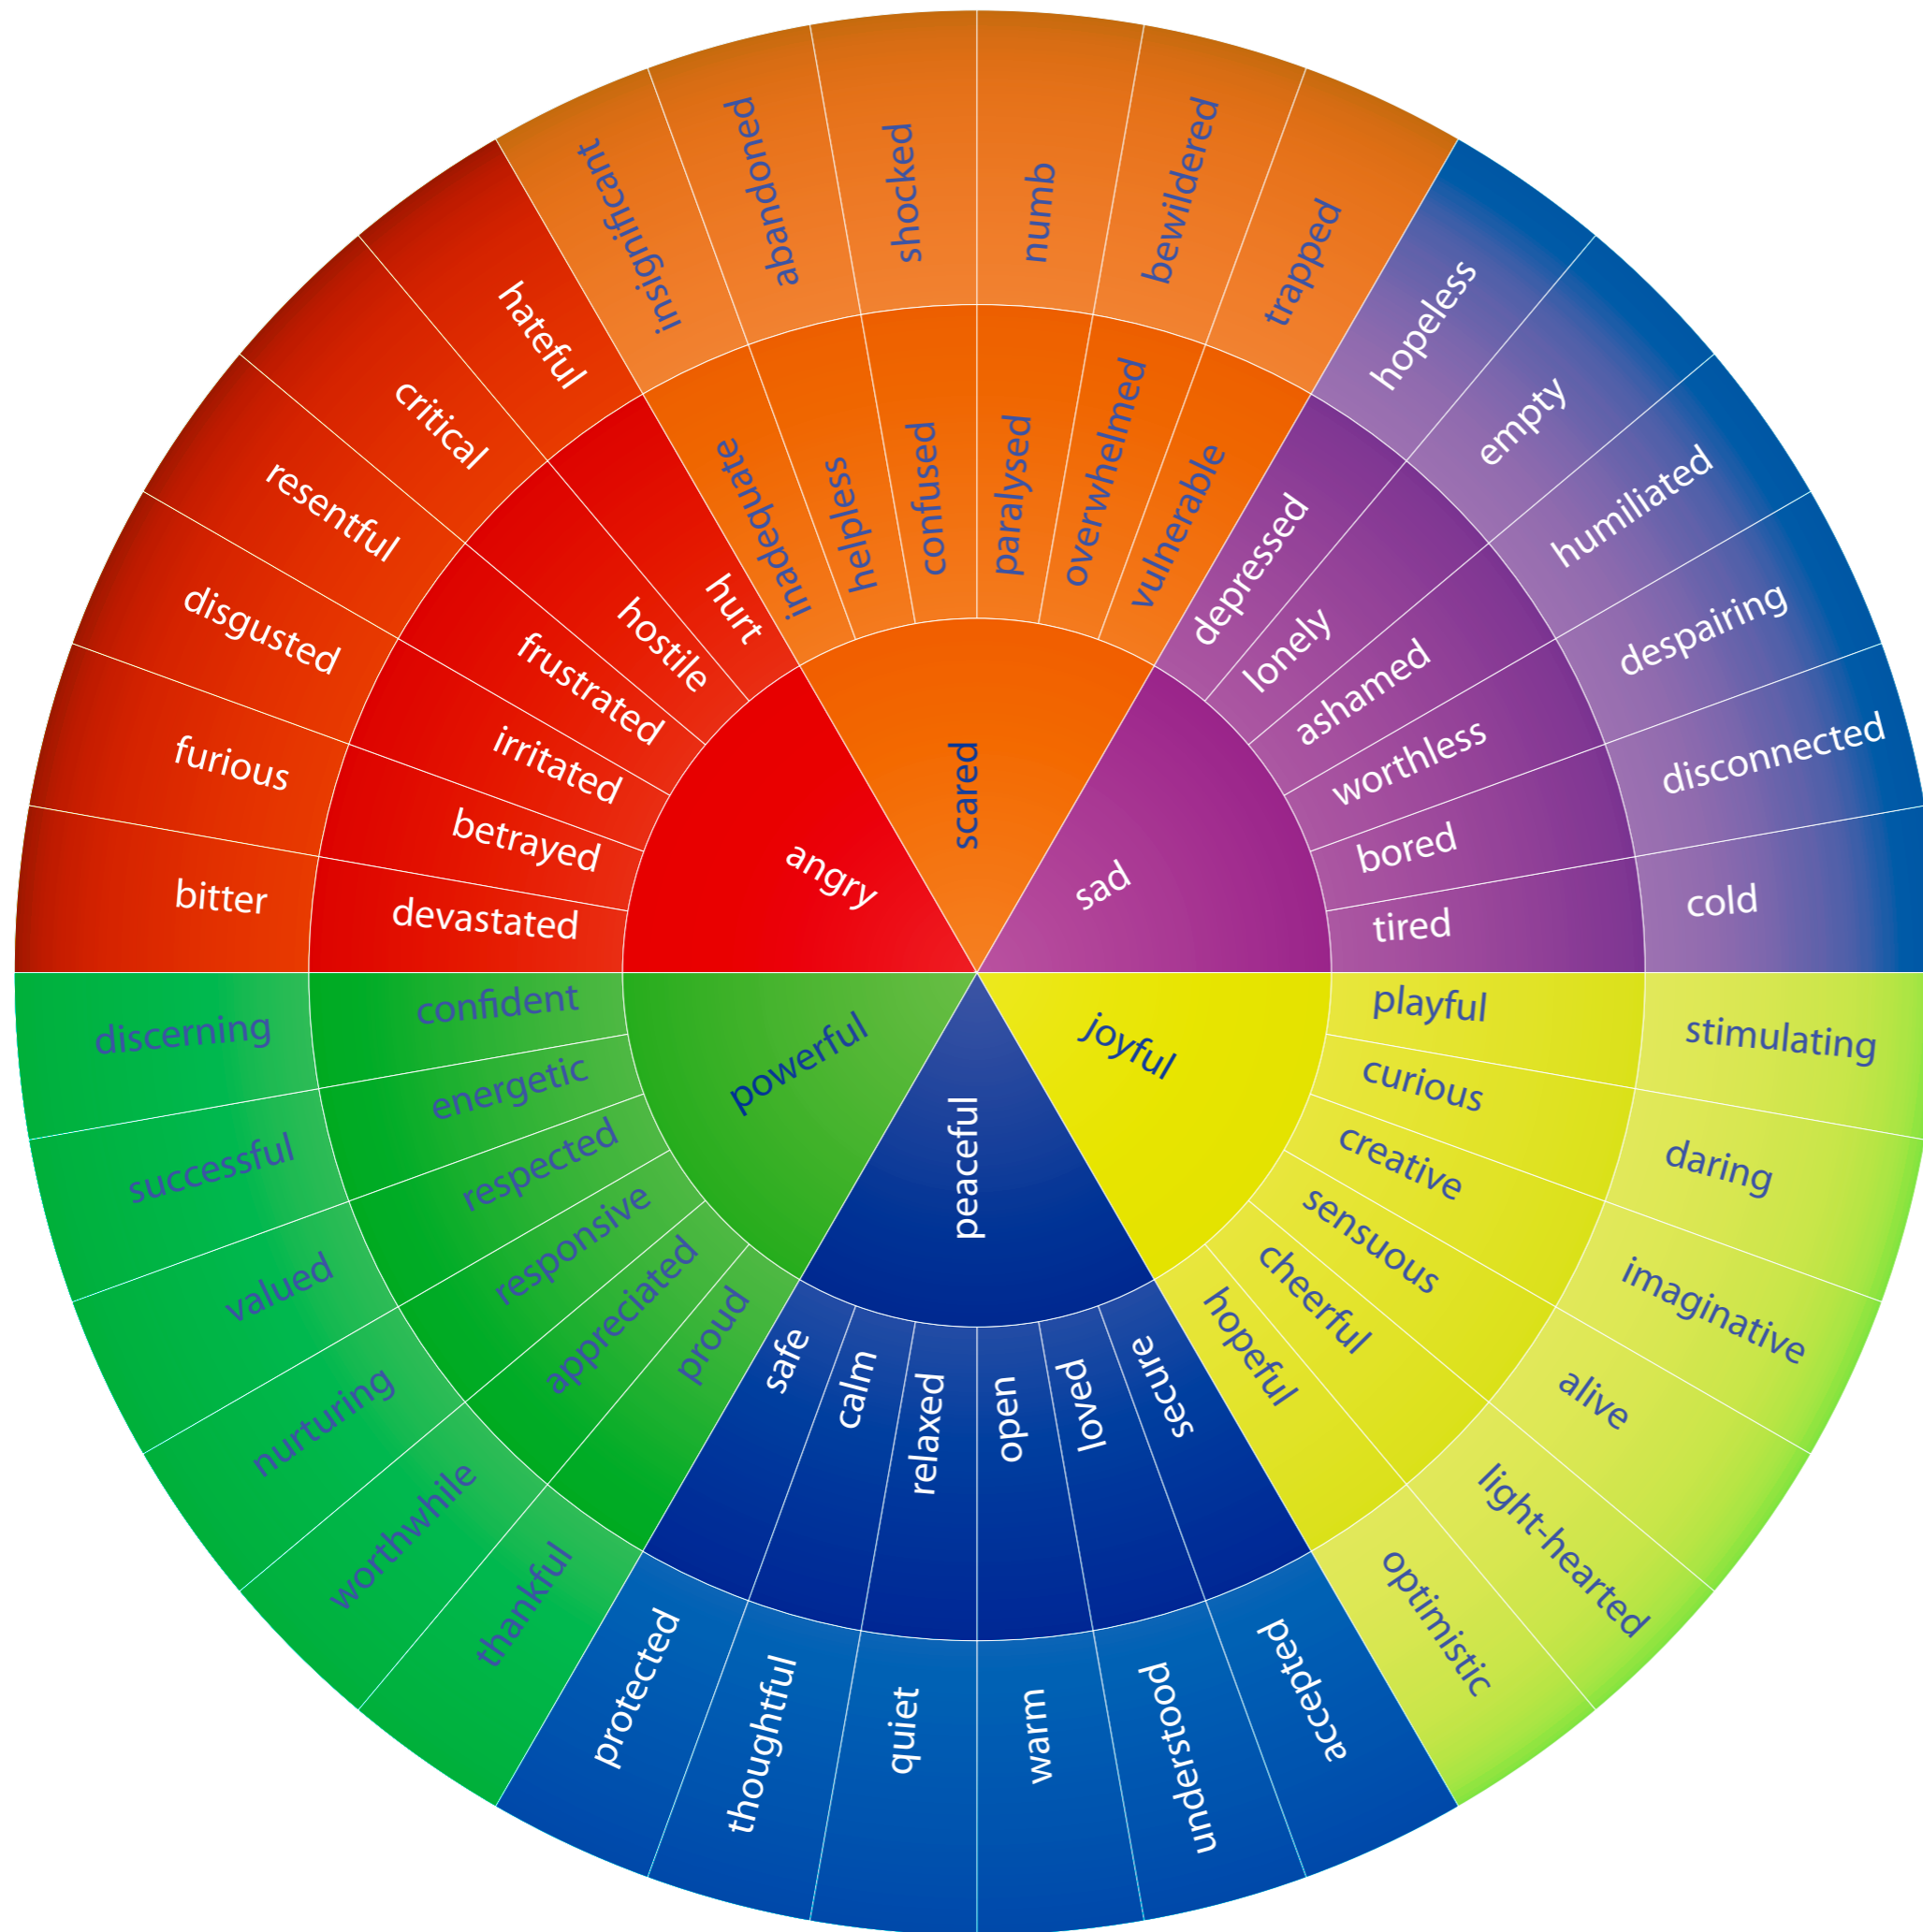 scared
sad
joyful
peaceful
powerful
angry
inadequate
helpless
confused
paralysed
overwhelmed
vulnerable
depressed
lonely
ashamed
worthless
bored
tired
playful
curious
creative
sensuous
cheerful
hopeful
secure
loved
open
relaxed
calm
safe
proud
appreciated
responsive
respected
energetic
confident
devastated
betrayed
irritated
frustrated
hostile
hurt
insignificant
abandoned
shocked
numb
bewildered
trapped
hopeless
empty
humiliated
despairing
disconnected
cold
stimulating
daring
imaginative
alive
light-hearted
optimistic
accepted
understood
warm
quiet
thoughtful
protected
thankful
worthwhile
nurturing
valued
successful
discerning
bitter
furious
disgusted
resentful
critical
hateful